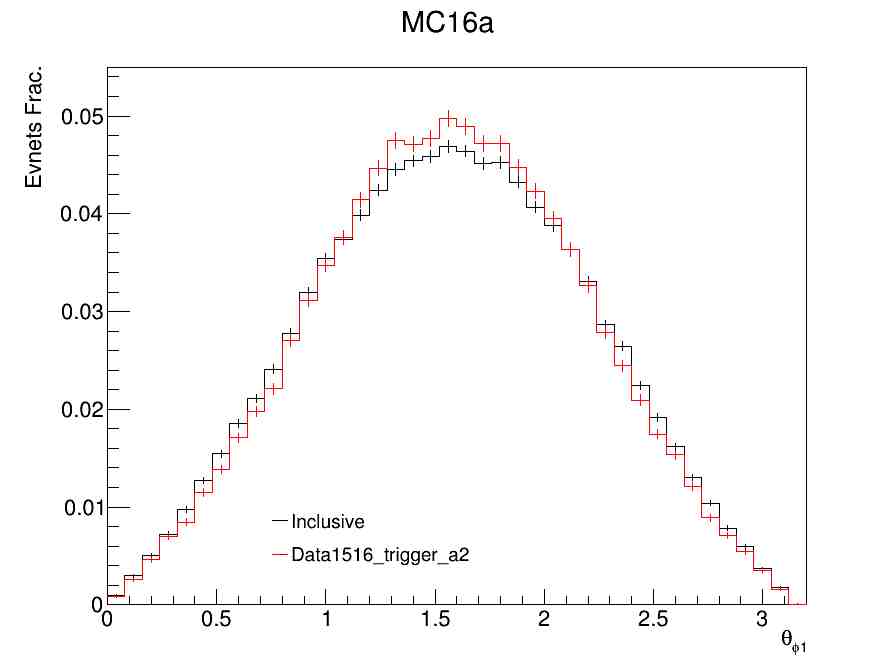 MC16a
Evnets Frac.
0.05
0.04
0.03
0.02
0.01
0
Inclusive
Data1516_trigger_a2
0 0.5 1 1.5 2 2.5 3
θϕ1